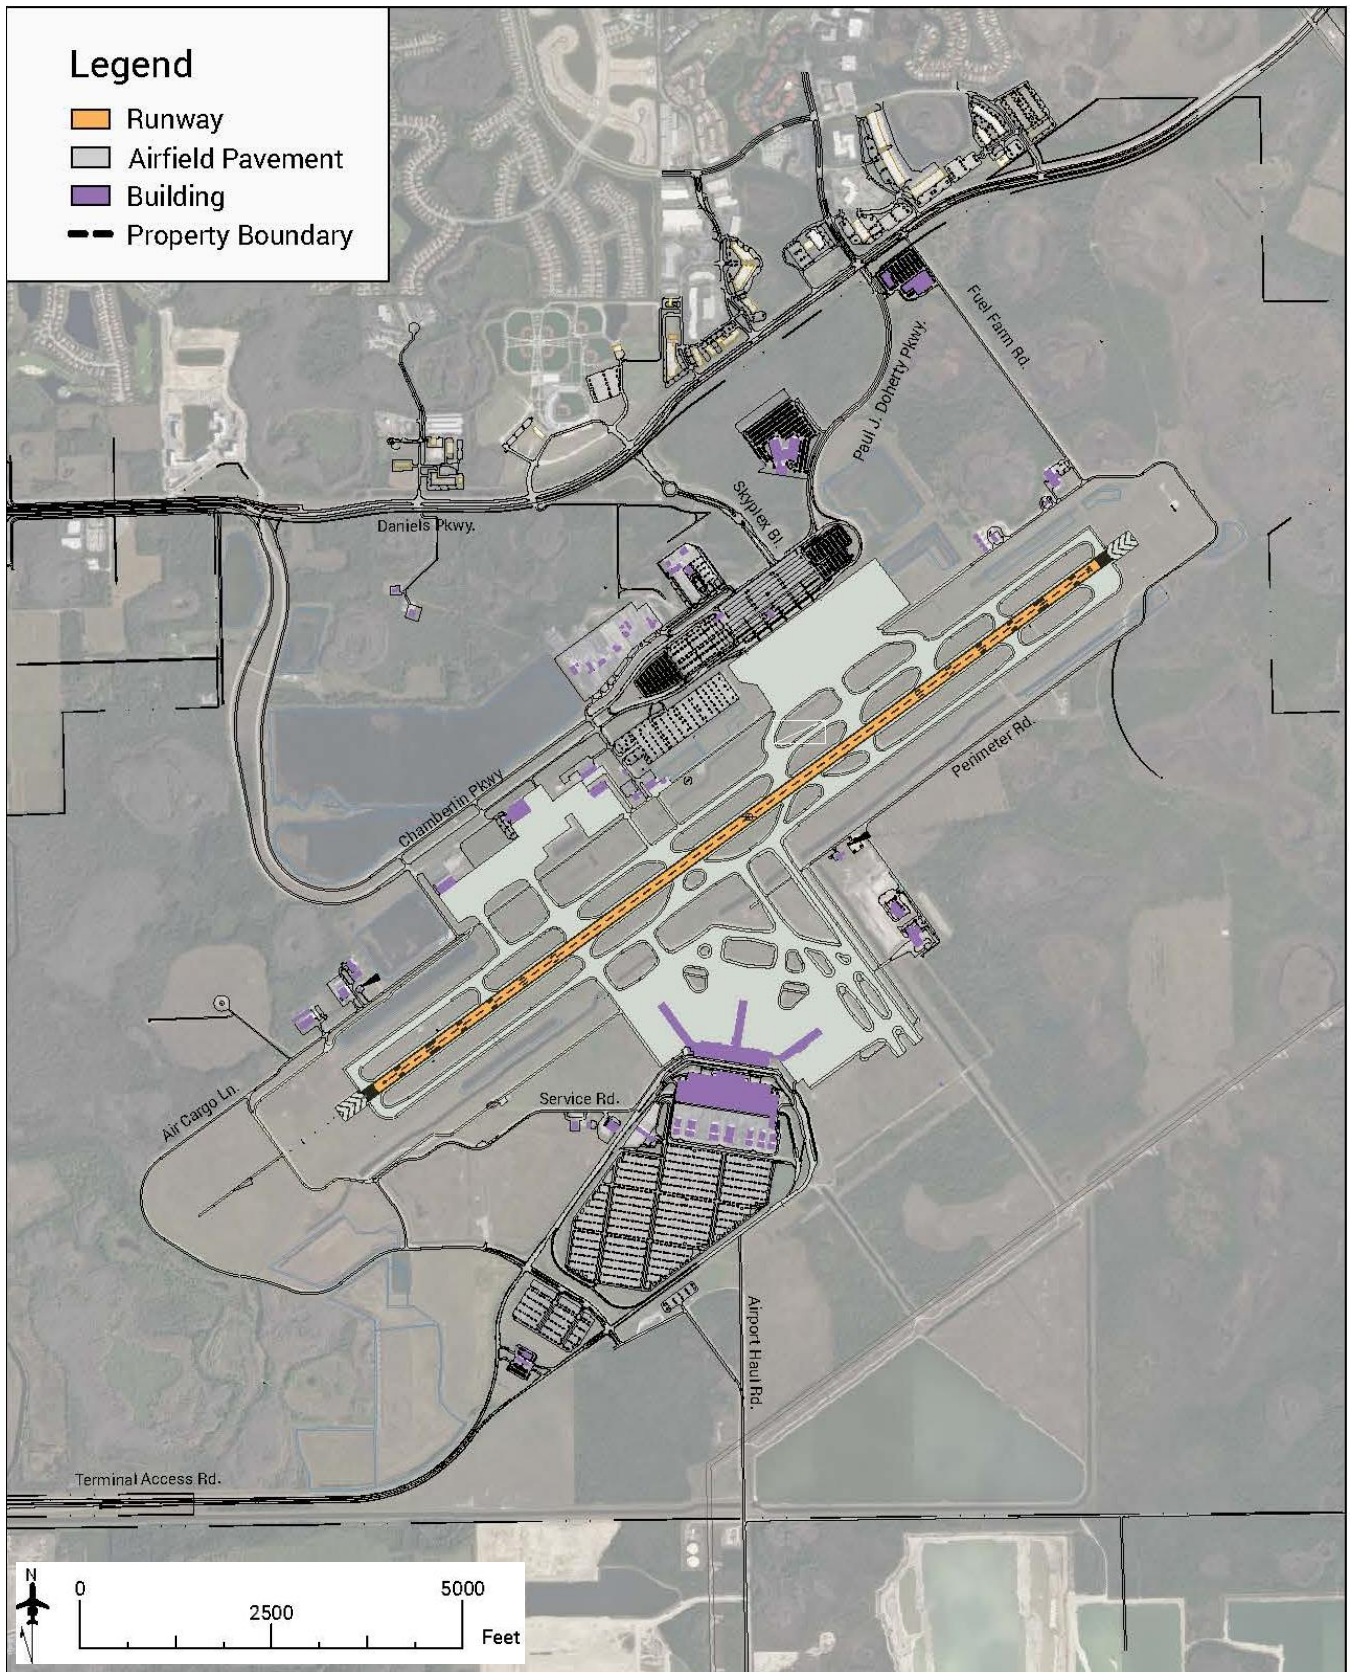 Legend
Runway
Airfield Pavement
Building
Property Boundary
Fuel Farm Rd.
Paul J. Doherty Pkwy.
Skyplex Bl.
Daniels Pkwy.
Perimeter Rd.
Chamberlin Pkwy
Service Rd.
Air Cargo Ln.
Airport Haul Rd.
Terminal Access Rd.
N
0
5000
2500
Feet